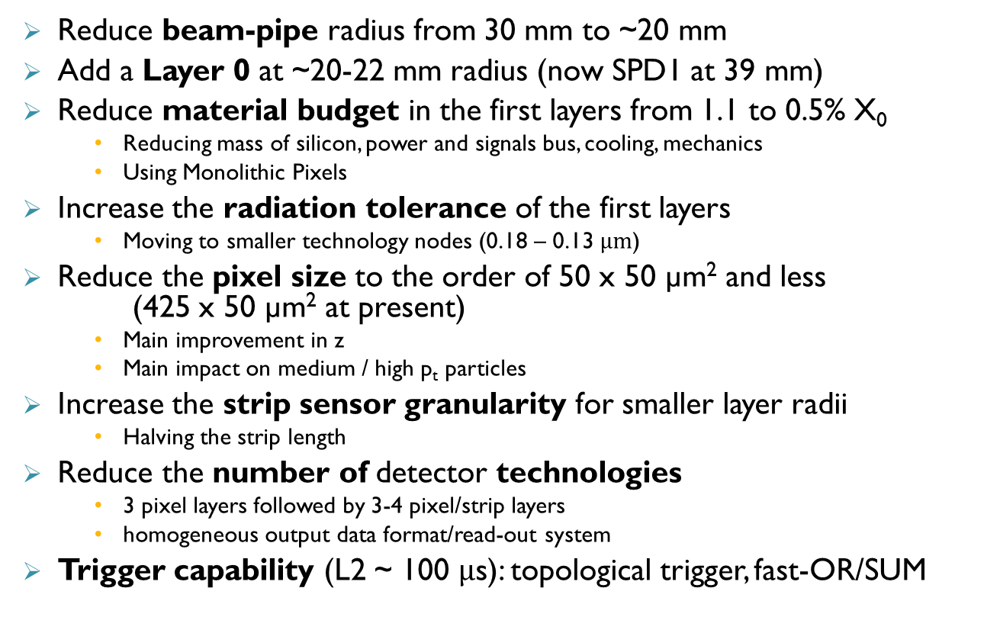 ➢ Reduce beam-pipe radius from 30 mm to ~20 mm
➢ Add a Layer 0 at ~20-22 mm radius (now SPD1 at 39 mm)
➢ Reduce material budget in the first layers from 1.1 to 0.5% X₀
• Reducing mass of silicon, power and signals bus, cooling, mechanics
• Using Monolithic Pixels
➢ Increase the radiation tolerance of the first layers
• Moving to smaller technology nodes (0.18 – 0.13 μm)
➢ Reduce the pixel size to the order of 50 x 50 μm² and less
(425 x 50 μm² at present)
• Main improvement in z
• Main impact on medium / high pₜ particles
➢ Increase the strip sensor granularity for smaller layer radii
• Halving the strip length
➢ Reduce the number of detector technologies
• 3 pixel layers followed by 3-4 pixel/strip layers
• homogeneous output data format/read-out system
➢ Trigger capability (L2 ~ 100 μs): topological trigger, fast-OR/SUM